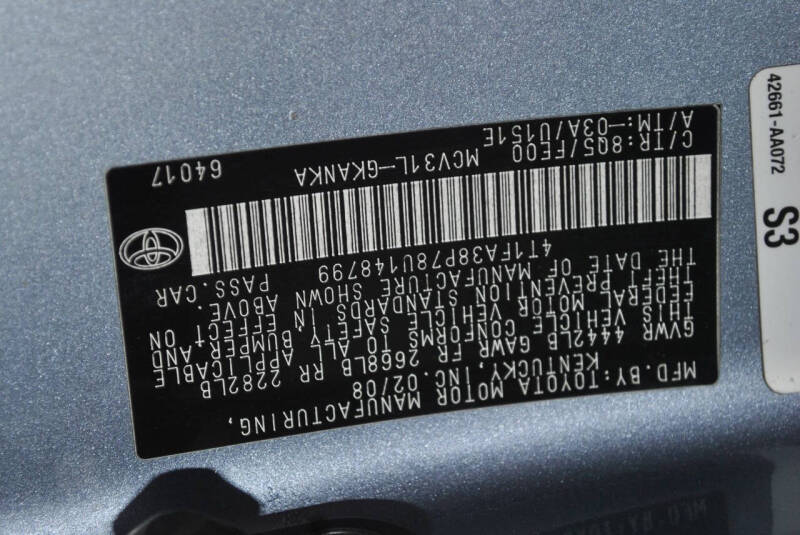 MFD.BY:TOYOTA MOTOR MANUFACTURING,
KENTUCKY,INC.02/08
GVWR 4442LB GAWR FR 2668LB RR 2282LB
THIS VEHICLE CONFORMS TO ALL APPLICABLE
FEDERAL MOTOR VEHICLE SAFETY,BUMPER,AND
THEFT PREVENTION STANDARDS IN EFFECT ON
THE DATE OF MANUFACTURE SHOWN ABOVE.
4T1FA38P78U148799 PASS.CAR
C/TR:8Q5/FE00 MCV31L-GKANKA
A/TM:-03A/U151E 64017
42661-AA072
S3